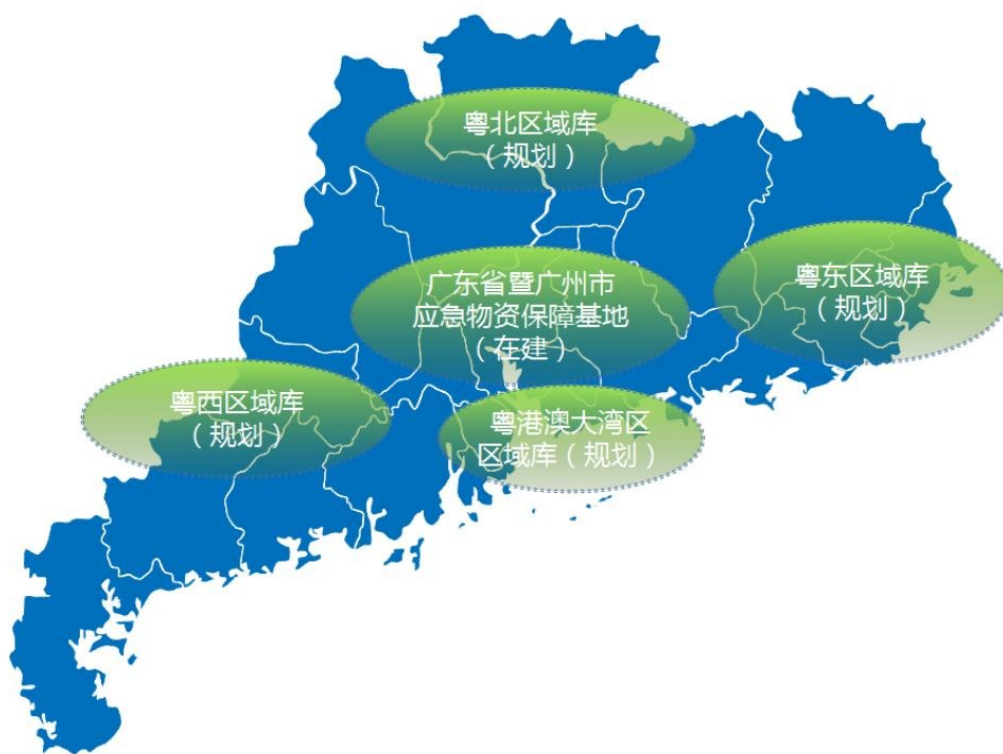 粤北区域库
（规划）
广东省暨广州市
应急物资保障基地
（在建）
粤东区域库
（规划）
粤西区域库
（规划）
粤港澳大湾区
区域库（规划）